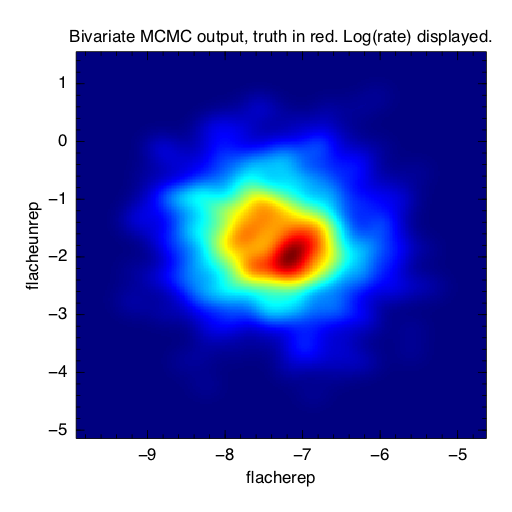 Bivariate MCMC output, truth in red. Log(rate) displayed.
1
0
−1
−2
−3
−4
−5
flacheunrep
−9 −8 −7 −6 −5
flacherep